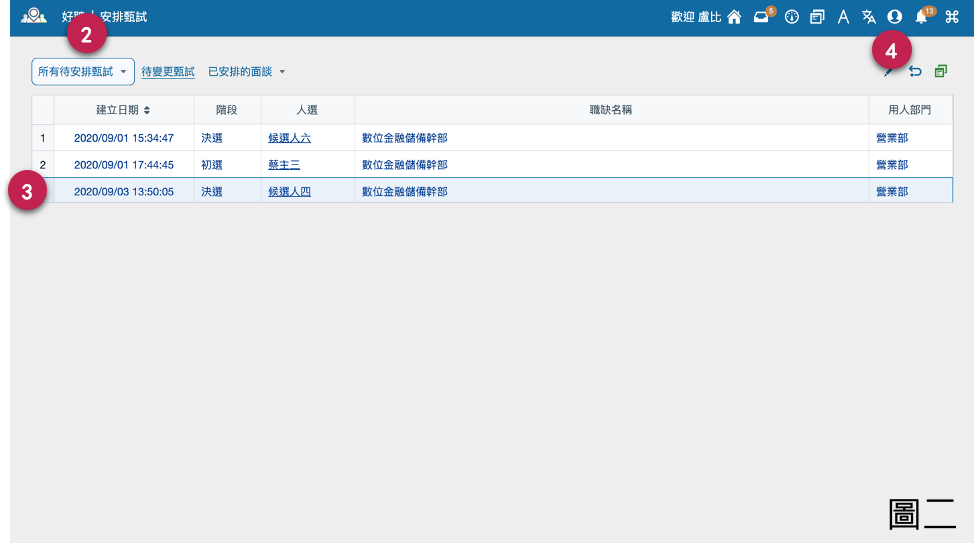 好 | 安排甄試
歡迎 盧比
5
13
2
4
所有待安排甄試 待變更甄試 已安排的面談
建立日期 階段 人選 職缺名稱 用人部門
1 2020/09/01 15:34:47 決選 候選人六 數位金融儲備幹部 營業部
2 2020/09/01 17:44:45 初選 蔡主三 數位金融儲備幹部 營業部
3 2020/09/03 13:50:05 決選 候選人四 數位金融儲備幹部 營業部
圖二